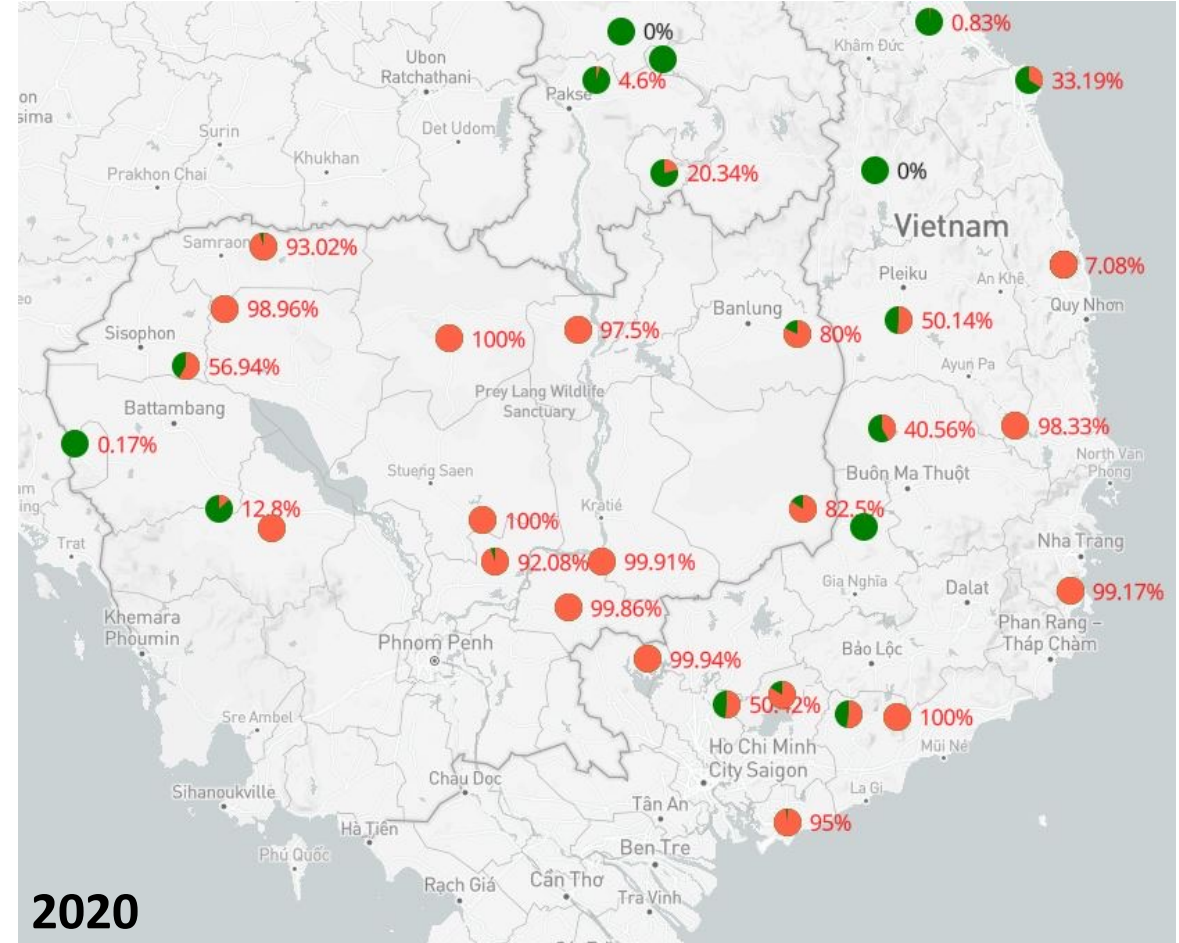 0%
0.83%
Khâm Đức
Ubon
Ratchathani
4.6%
33.19%
Pakse
on
sima
Surin
Det Udom
Khukhan
Prakhon Chai
20.34%
0%
Vietnam
Samraon
93.02%
7.08%
Pleiku
An Khê
98.96%
Banlung
Quy Nhơn
Sisophon
100%
97.5%
80%
50.14%
56.94%
Ayun Pa
Prey Lang Wildlife
Sanctuary
Battambang
0.17%
40.56%
98.33%
Stueng Saen
Buôn Ma Thuột
North Van
Phong
12.8%
Kratié
82.5%
100%
Trat
Nha Trang
92.08%
99.91%
Gia Nghĩa
Dalat
99.17%
99.86%
Khemara
Phoumin
Phan Rang –
Tháp Chàm
Phnom Penh
Bảo Lộc
99.94%
50.42%
Sre Ambel
100%
Ho Chi Minh
City Saigon
Mũi Né
Chau Doc
Sihanoukville
La Gi
Tân An
95%
Hà Tiên
Phú Quốc
Ben Tre
Rạch Giá
Cần Thơ
Tra Vinh
2020